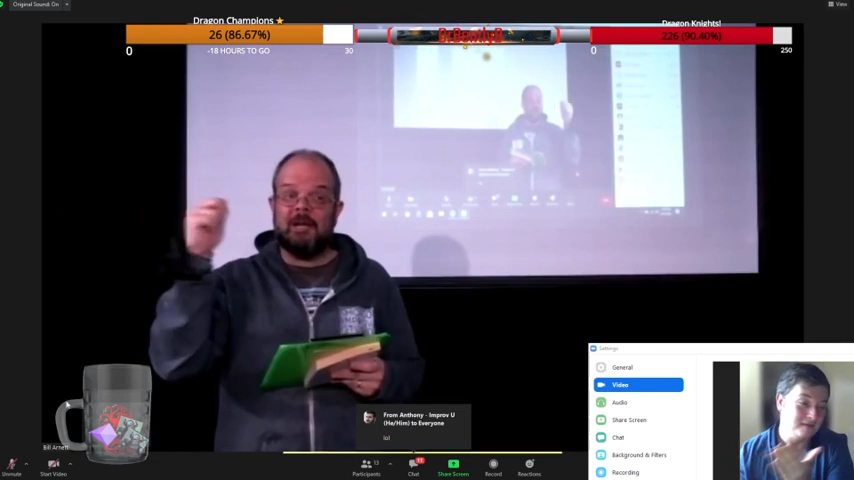 Original Sound: On
View
Dragon Champions
26 (86.67%)
0
-18 HOURS TO GO
30
DrBentlyD
Dragon Knights!
226 (90.40%)
0
250
From Anthony - Improv U
(He/Him) to Everyone
lol
Bill Arnett
Settings
General
Video
Audio
Share Screen
Chat
Background & Filters
Recording
Unmute
Start Video
Participants
13
Chat
Share Screen
Record
Reactions